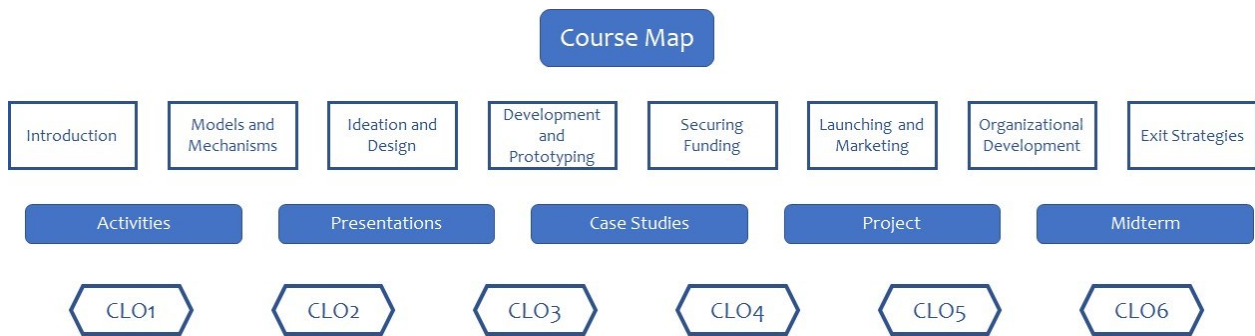 Course Map
Introduction
Models and
Mechanisms
Ideation and
Design
Development
and
Prototyping
Securing
Funding
Launching and
Marketing
Organizational
Development
Exit Strategies
Activities
Presentations
Case Studies
Project
Midterm
CLO1
CLO2
CLO3
CLO4
CLO5
CLO6